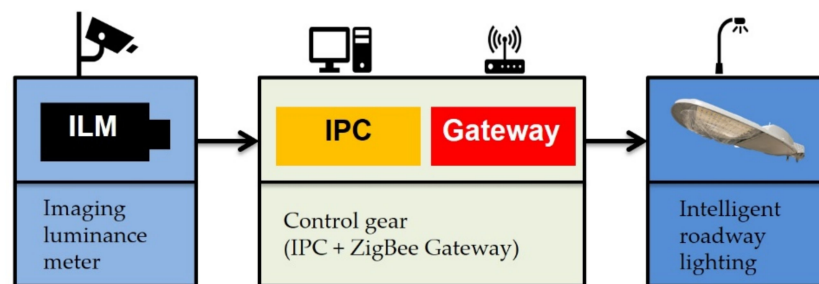 ILM
IPC
Gateway
Imaging
luminance
meter
Control gear
(IPC + ZigBee Gateway)
Intelligent
roadway
lighting